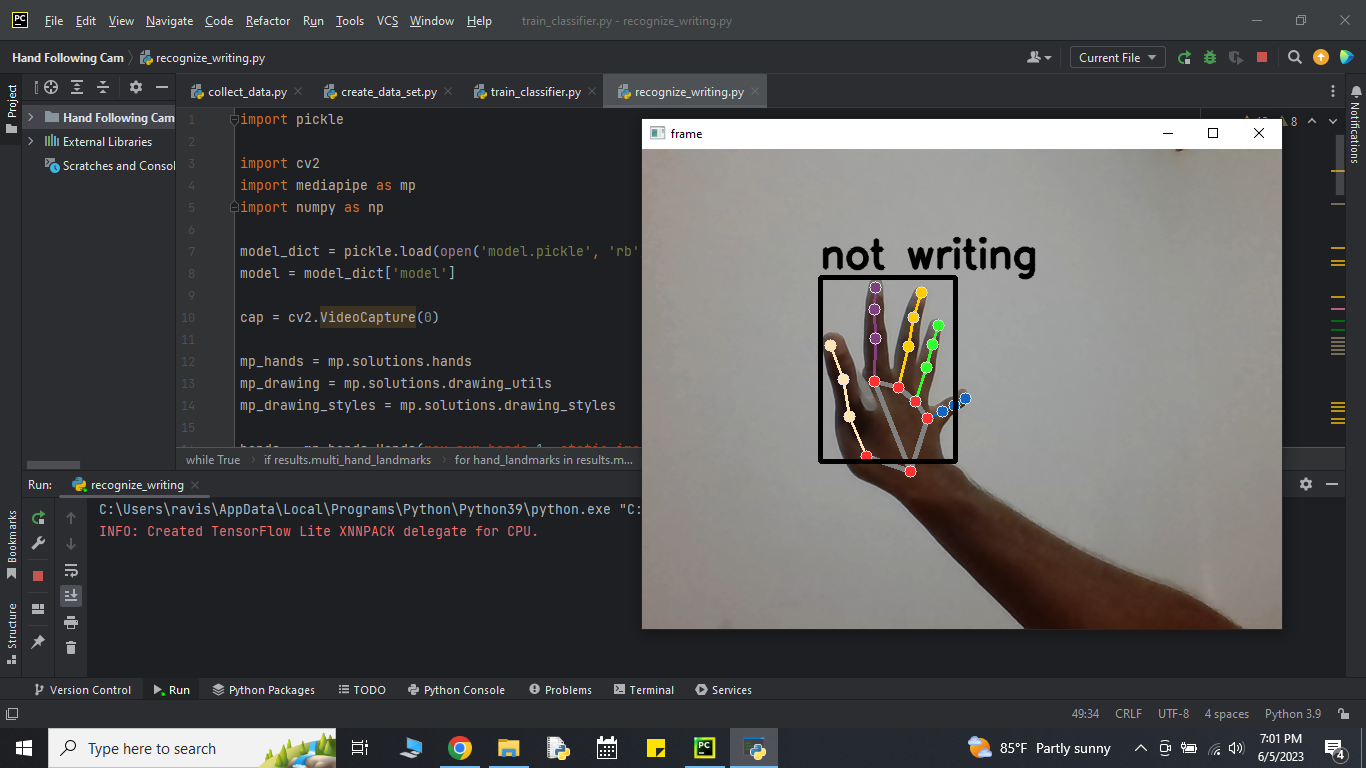 File Edit View Navigate Code Refactor Run Tools VCS Window Help train_classifier.py - recognize_writing.py
Hand Following Cam recognize_writing.py Current File
Project
collect_data.py create_data_set.py train_classifier.py recognize_writing.py
Notifications
Hand Following Cam
External Libraries
Scratches and Consol
8
1 import pickle
2
3 import cv2
4 import mediapipe as mp
5 import numpy as np
6
7 model_dict = pickle.load(open('model.pickle', 'rb'
8 model = model_dict['model']
9
10 cap = cv2.VideoCapture(0)
11
12 mp_hands = mp.solutions.hands
13 mp_drawing = mp.solutions.drawing_utils
14 mp_drawing_styles = mp.solutions.drawing_styles
frame
not writing
while True if results.multi_hand_landmarks for hand_landmarks in results.m...
Run: recognize_writing
C:\Users\ravis\AppData\Local\Programs\Python\Python39\python.exe "C:
INFO: Created TensorFlow Lite XNNPACK delegate for CPU.
Bookmarks
Structure
Version Control Run Python Packages TODO Python Console Problems Terminal Services
49:34 CRLF UTF-8 4 spaces Python 3.9
Type here to search
85°F Partly sunny
7:01 PM
6/5/2023
4